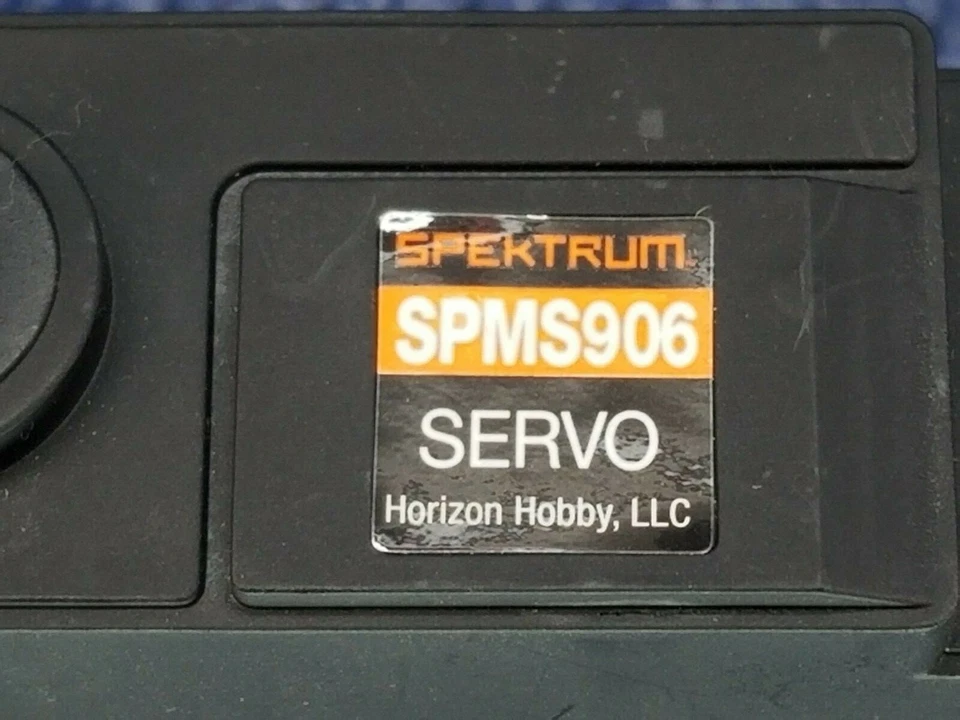 SPEKTRUM
SPMS906
SERVO
Horizon Hobby, LLC